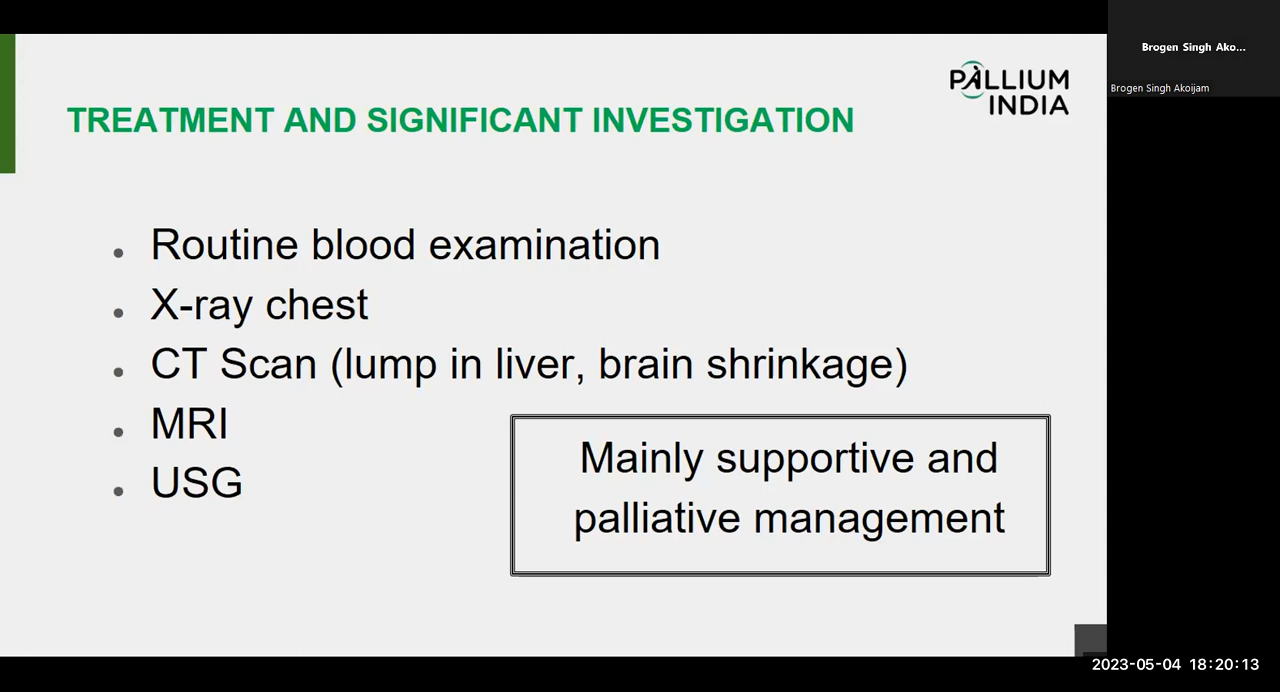 Brogen Singh Ako...
Brogen Singh Akoijam
PALLIUM
INDIA
TREATMENT AND SIGNIFICANT INVESTIGATION
Routine blood examination
X-ray chest
CT Scan (lump in liver, brain shrinkage)
MRI
USG
Mainly supportive and
palliative management
2023-05-04 18:20:13